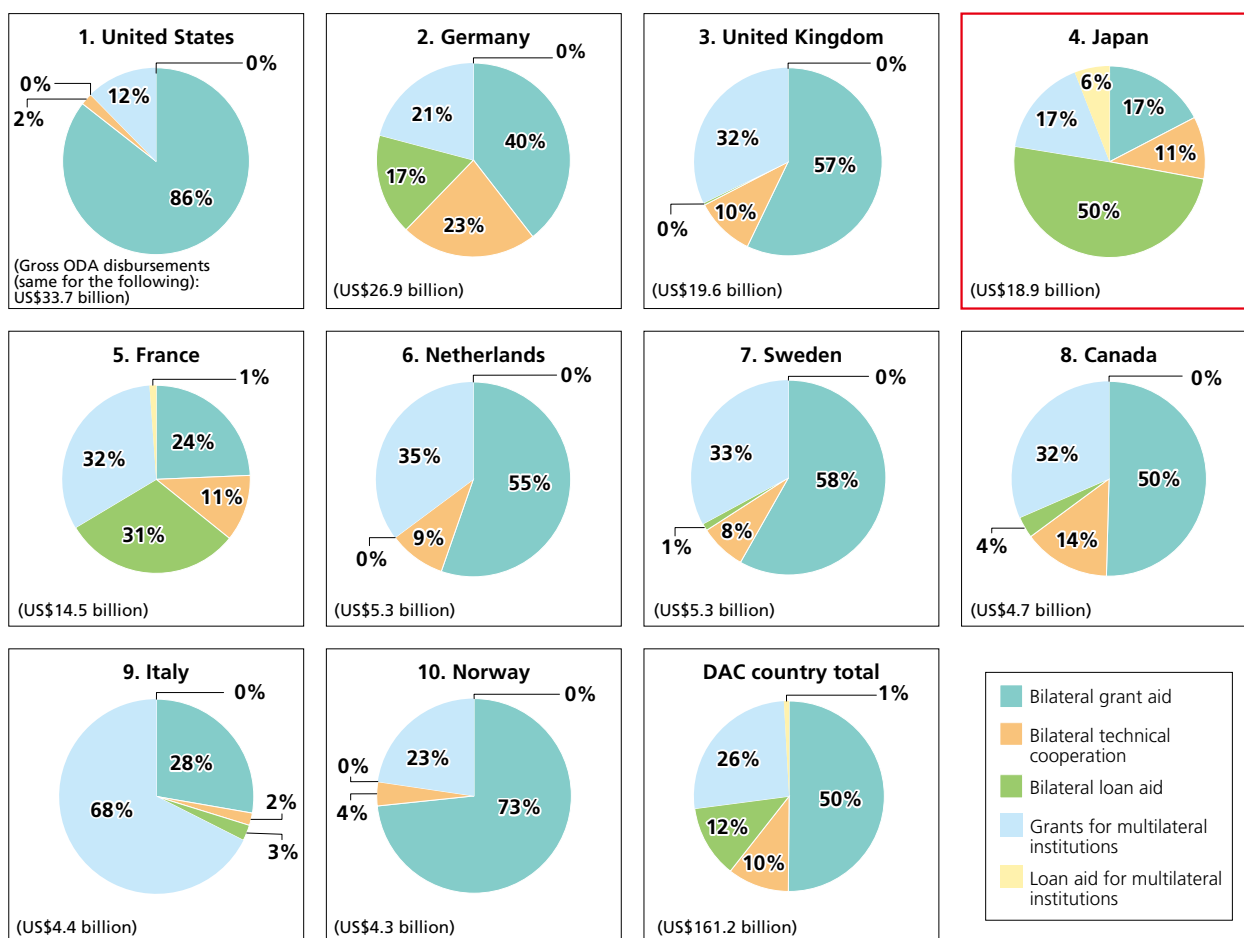 1. United States
0%
0%
2%
12%
86%
(Gross ODA disbursements
(same for the following):
US$33.7 billion)
2. Germany
0%
21%
40%
17%
23%
(US$26.9 billion)
3. United Kingdom
0%
32%
57%
10%
0%
(US$19.6 billion)
4. Japan
6%
17%
17%
11%
50%
(US$18.9 billion)
5. France
1%
24%
32%
11%
31%
(US$14.5 billion)
6. Netherlands
0%
35%
55%
9%
0%
(US$5.3 billion)
7. Sweden
0%
33%
58%
8%
1%
(US$5.3 billion)
8. Canada
0%
32%
50%
14%
4%
(US$4.7 billion)
9. Italy
0%
28%
68%
2%
3%
(US$4.4 billion)
10. Norway
0%
23%
0%
4%
73%
(US$4.3 billion)
DAC country total
1%
26%
50%
12%
10%
(US$161.2 billion)
Bilateral grant aid
Bilateral technical
cooperation
Bilateral loan aid
Grants for multilateral
institutions
Loan aid for multilateral
institutions